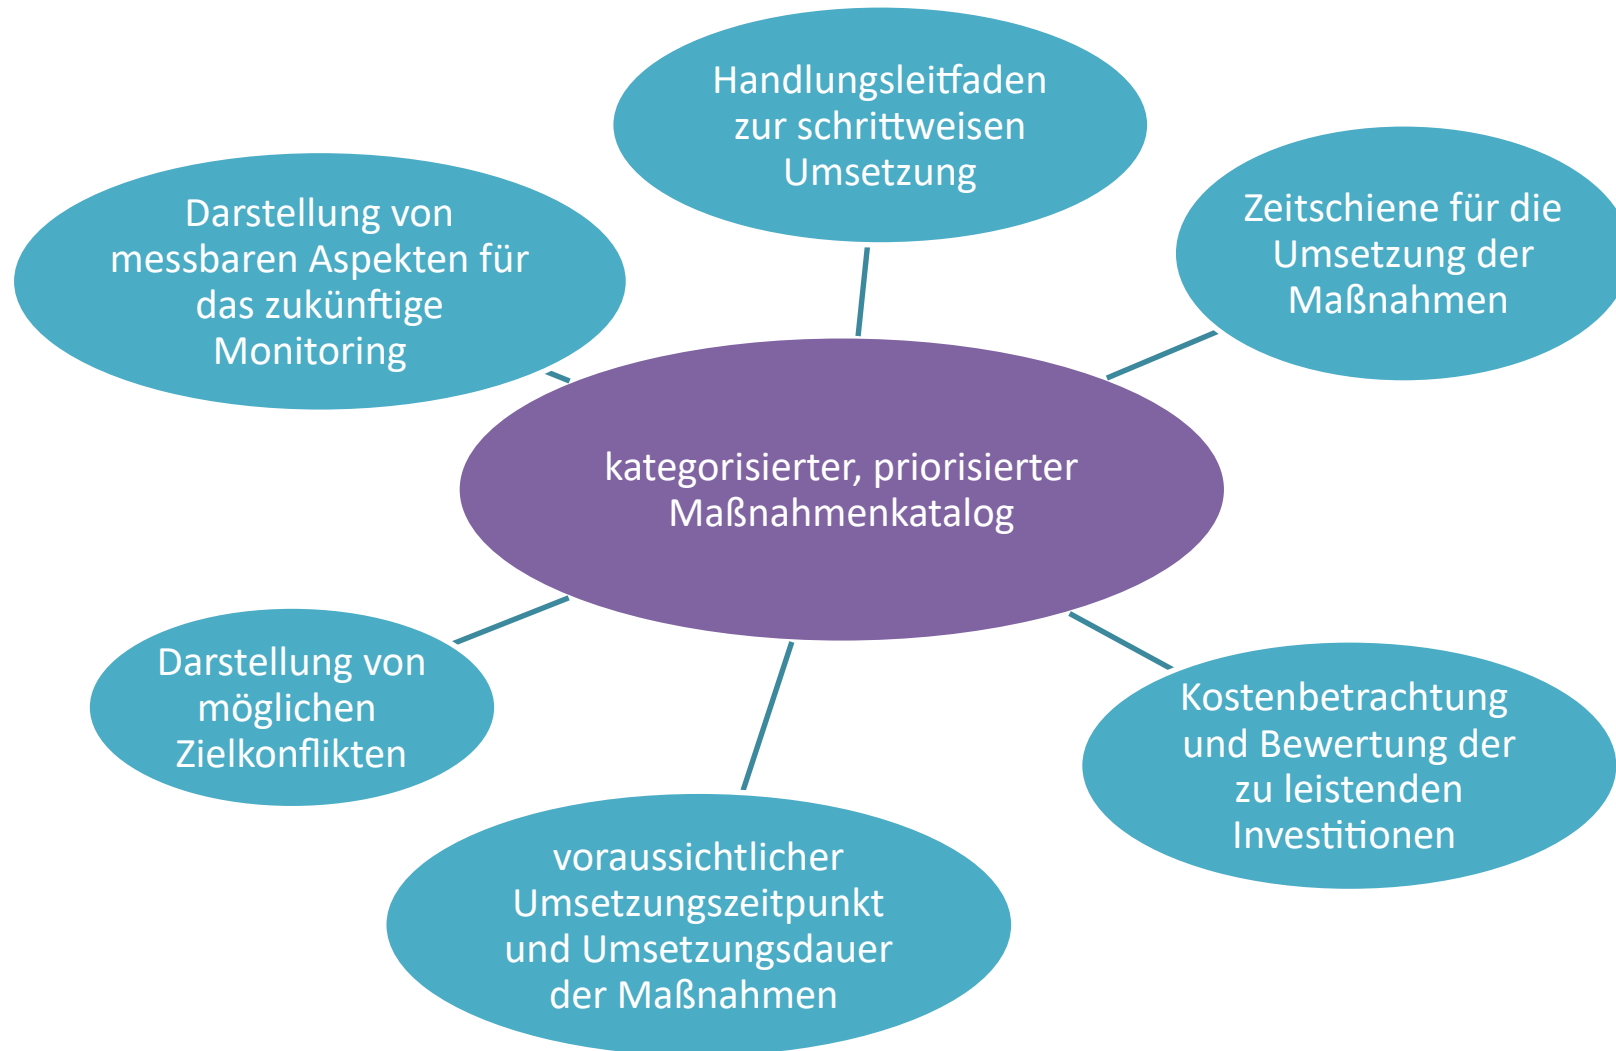 Handlungsleitfaden
zur schrittweisen
Umsetzung
Zeitschiene für die
Umsetzung der
Maßnahmen
Darstellung von
messbaren Aspekten für
das zukünftige
Monitoring
kategorisierter, priorisierter
Maßnahmenkatalog
Darstellung von
möglichen
Zielkonflikten
Kostenbetrachtung
und Bewertung der
zu leistenden
Investitionen
voraussichtlicher
Umsetzungszeitpunkt
und Umsetzungsdauer
der Maßnahmen